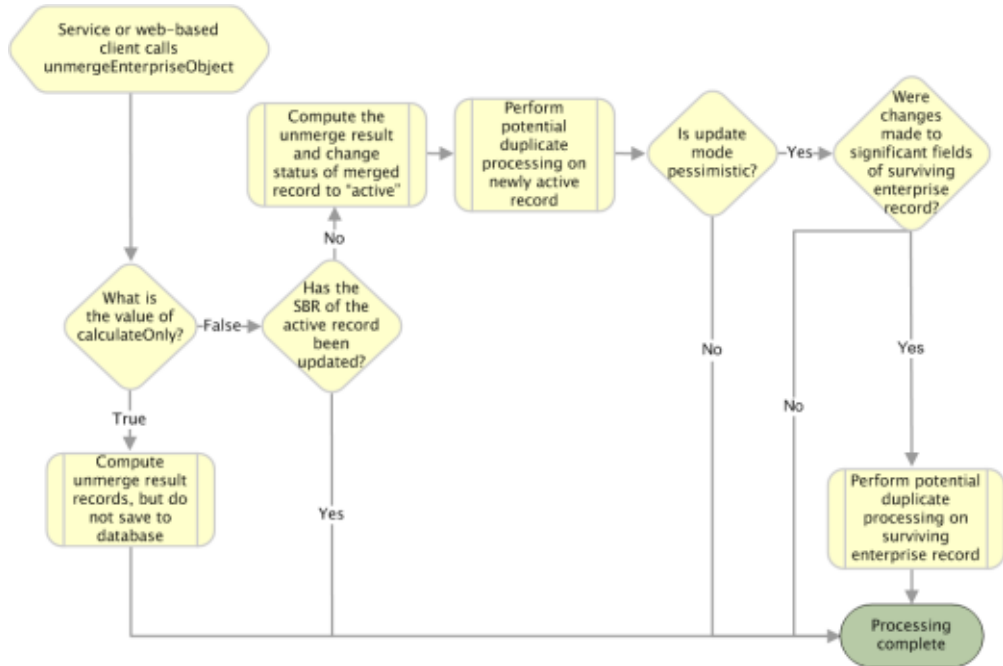 Service or web-based
client calls
unmergeEnterpriseObject
Compute the
unmerge result
and change
status of merged
record to "active"
Perform
potential
duplicate
processing on
newly active
record
Is update
mode
pessimistic?
Yes
Were
changes
made to
significant fields
of surviving
enterprise
record?
No
What is
the value of
calculateOnly?
False
Has the
SBR of the
active record
been
updated?
No
Yes
No
True
Compute
unmerge result
records, but do
not save to
database
Yes
Perform potential
duplicate
processing on
surviving
enterprise record
Processing
complete